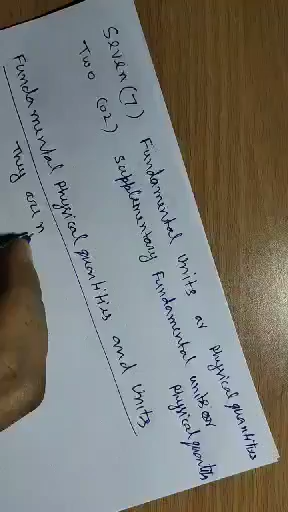 Seven (7) Fundamental units or physical quantities
Two (02) supplementary Fundamental units or physical quantities
Fundamental physical quantities and units
They are n